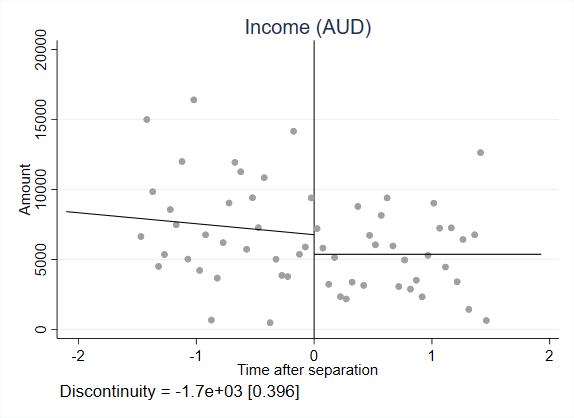 Income (AUD)
20000
15000
10000
5000
0
Amount
-2 -1 0 1 2
Time after separation
Discontinuity = -1.7e+03 [0.396]